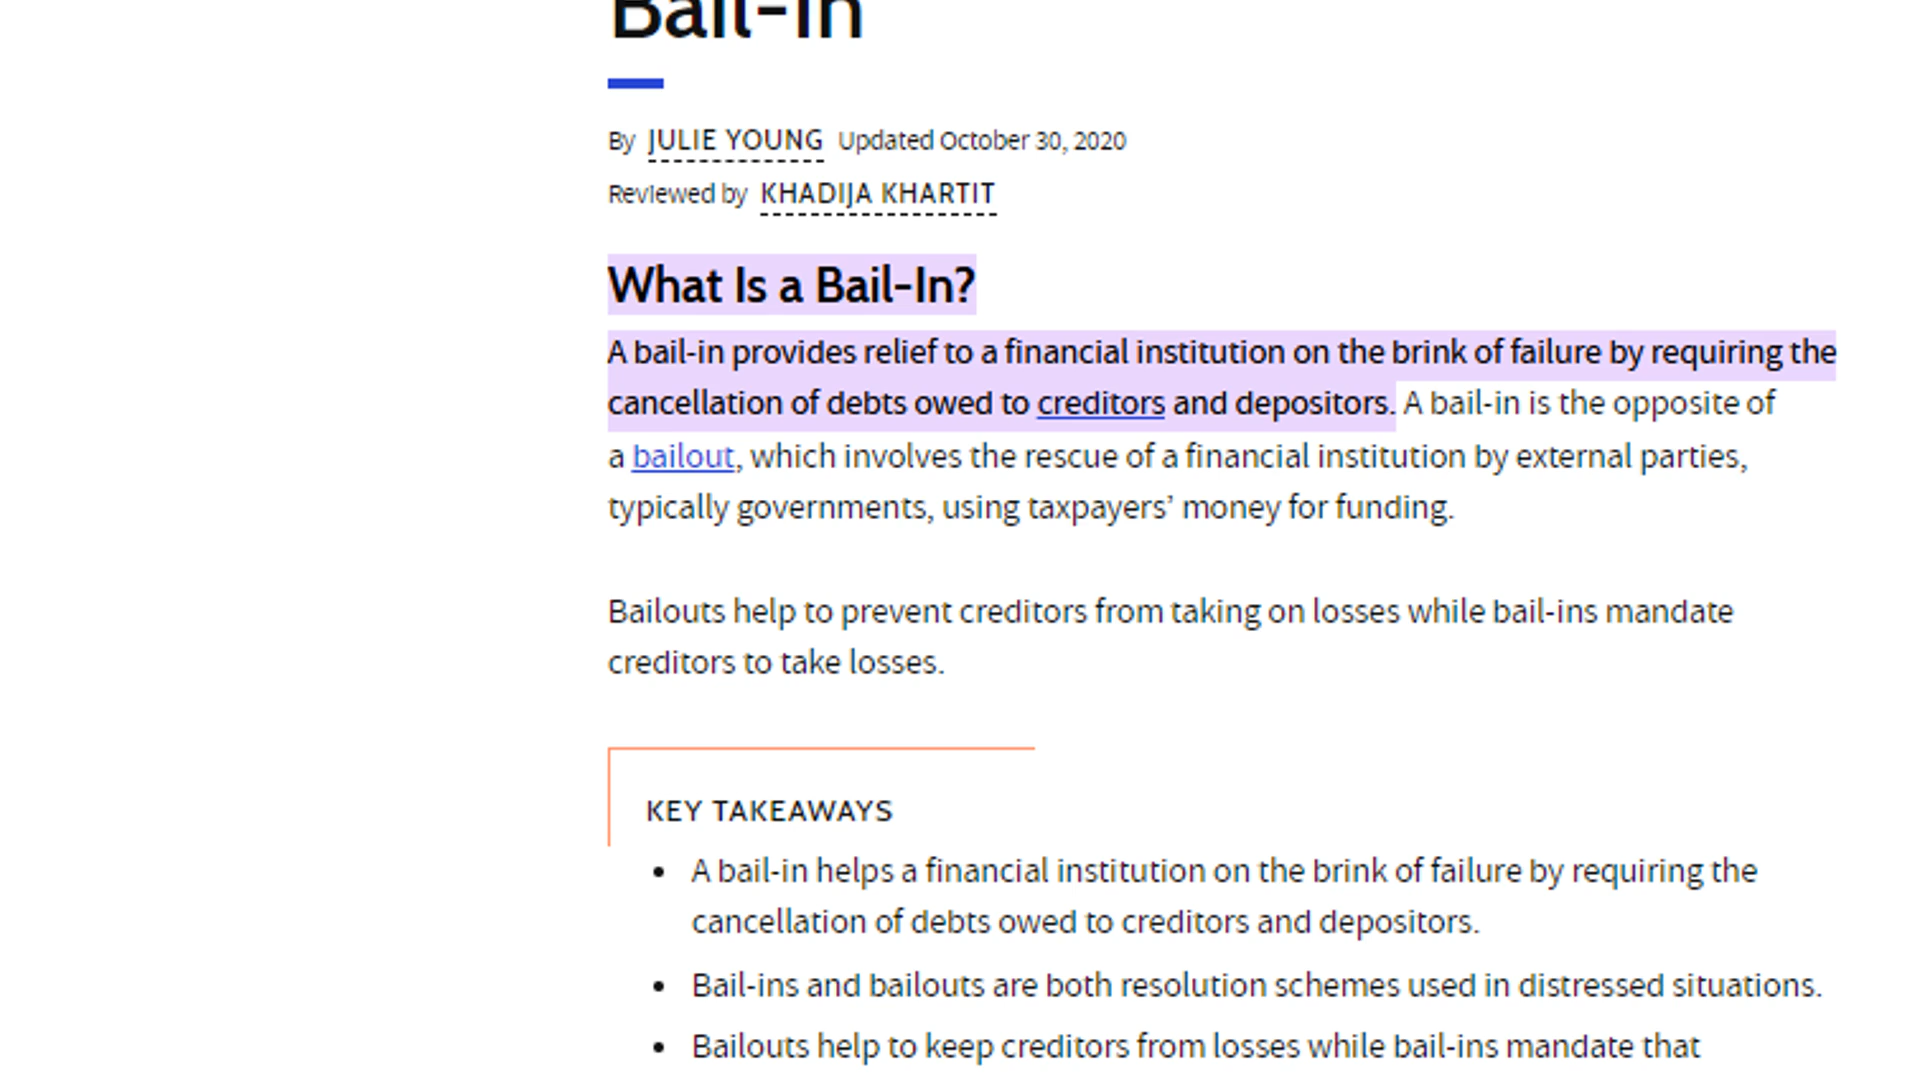 Bail-In
By JULIE YOUNG Updated October 30, 2020
Reviewed by KHADIJA KHARTIT
What Is a Bail-In?
A bail-in provides relief to a financial institution on the brink of failure by requiring the
cancellation of debts owed to creditors and depositors. A bail-in is the opposite of
a bailout, which involves the rescue of a financial institution by external parties,
typically governments, using taxpayers’ money for funding.
Bailouts help to prevent creditors from taking on losses while bail-ins mandate
creditors to take losses.
KEY TAKEAWAYS
• A bail-in helps a financial institution on the brink of failure by requiring the
cancellation of debts owed to creditors and depositors.
• Bail-ins and bailouts are both resolution schemes used in distressed situations.
• Bailouts help to keep creditors from losses while bail-ins mandate that